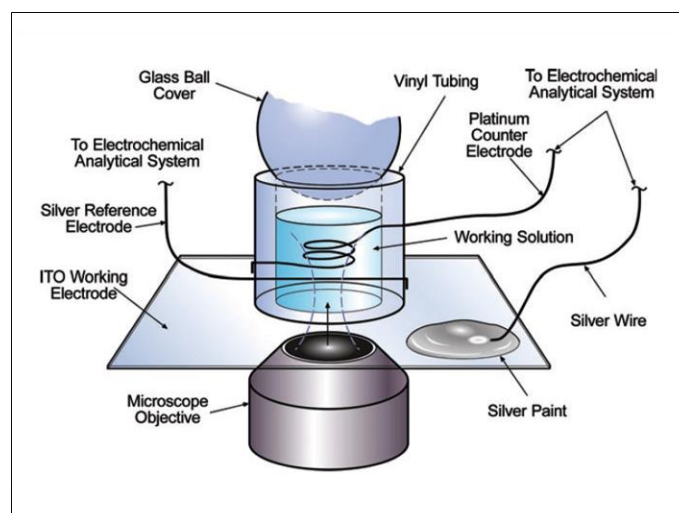 Glass Ball
Cover
Vinyl Tubing
To Electrochemical
Analytical System
Platinum
Counter
Electrode
To Electrochemical
Analytical System
Silver Reference
Electrode
Working Solution
ITO Working
Electrode
Silver Wire
Microscope
Objective
Silver Paint